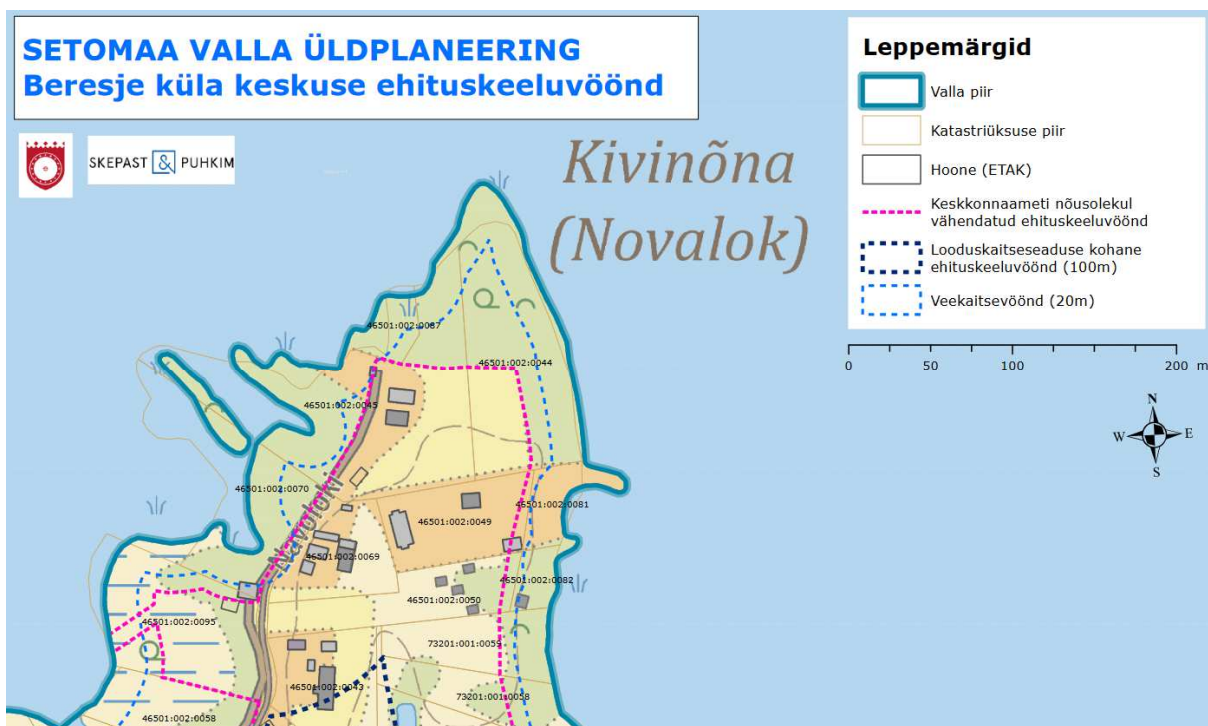 SETOMAA VALLA ÜLDPLANEERING
Beresje küla keskuse ehituskeeluvöönd
SKEPAST & PUHKIM
Kivinõna
(Novalok)
Leppemärgid
Valla piir
Katastriüksuse piir
Hoone (ETAK)
Keskkonnaameti nõusolekul
vähendatud ehituskeeluvöönd
Looduskaitseseaduse kohane
ehituskeeluvöönd (100m)
Veekaitsevöönd (20m)
0 50 100 200 m
N
W E
S
46501:002:0087
46501:002:0044
46501:002:0045
46501:002:0070
46501:002:0081
46501:002:0049
Navoloki
46501:002:0069
46501:002:0082
46501:002:0050
46501:002:0095
73201:001:0059
46501:002:0043
73201:001:0058
46501:002:0058